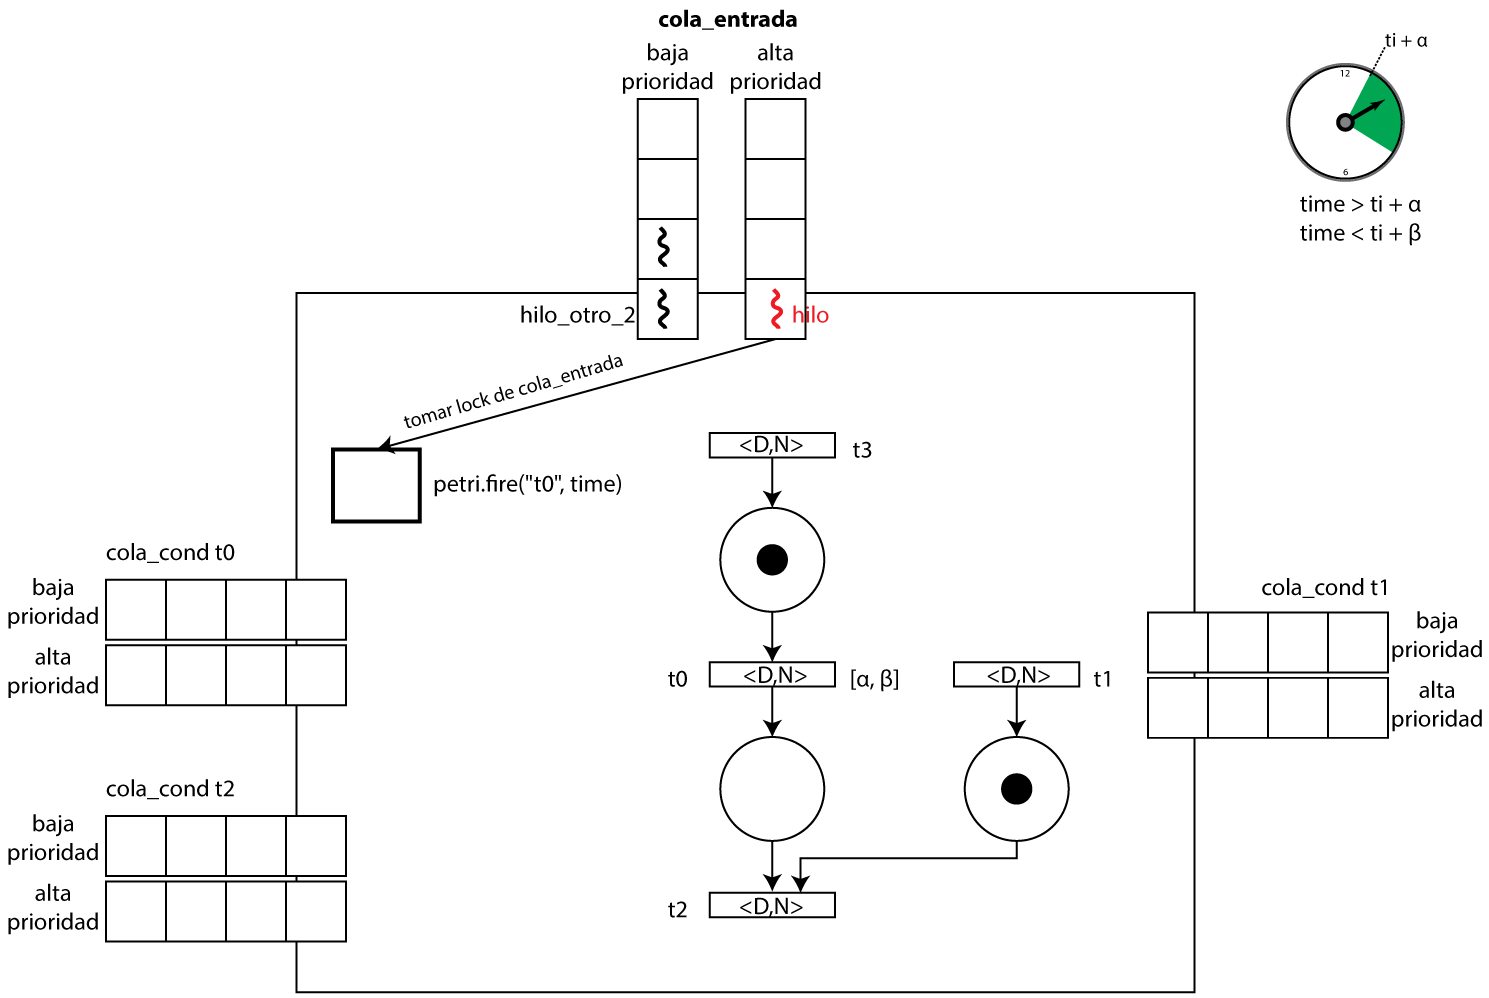 cola_entrada
baja
prioridad
alta
prioridad
ti + α
12
6
time > ti + α
time < ti + β
hilo_otro_2
hilo
tomar lock de cola_entrada
petri.fire("t0", time)
<D,N>
t3
cola_cond t0
baja
prioridad
alta
prioridad
cola_cond t1
baja
prioridad
alta
prioridad
t0
<D,N>
[α, β]
<D,N>
t1
cola_cond t2
baja
prioridad
alta
prioridad
t2
<D,N>